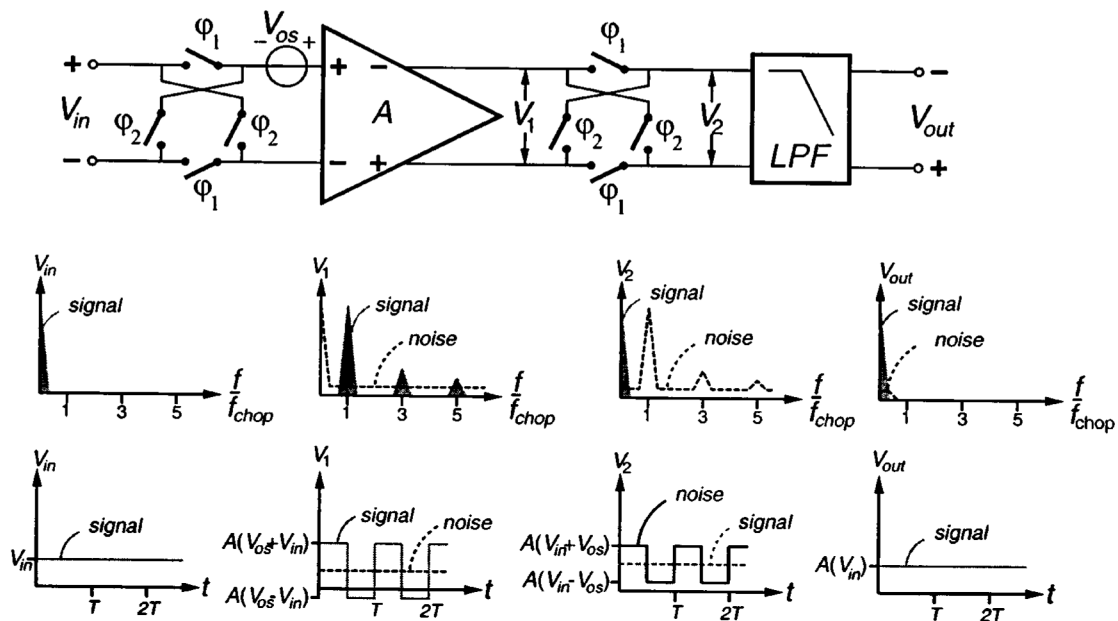 φ1
− Vos +
φ1
+
+ −
−
Vin
φ2
φ2
A
V1
φ2
φ2
V2
LPF
Vout
−
− +
+
φ1
φ1
Vin
signal
1 3 5
f/fchop
V1
signal
noise
1 3 5
f/fchop
V2
signal
noise
1 3 5
f/fchop
Vout
signal
noise
1 3 5
f/fchop
Vin
signal
Vin
T 2T t
V1
signal
noise
A(Vos+Vin)
A(Vos-Vin)
T 2T t
V2
noise
signal
A(Vin+Vos)
A(Vin-Vos)
T 2T t
Vout
signal
A(Vin)
T 2T t